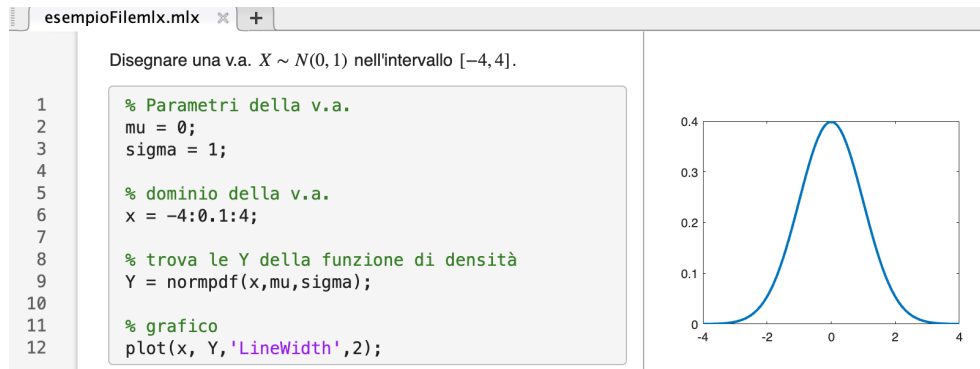 esempioFilemlx.mlx × +
Disegnare una v.a. X ∼ N(0, 1) nell'intervallo [−4, 4].
1 % Parametri della v.a.
2 mu = 0;
3 sigma = 1;
4
5 % dominio della v.a.
6 x = -4:0.1:4;
7
8 % trova le Y della funzione di densità
9 Y = normpdf(x,mu,sigma);
10
11 % grafico
12 plot(x, Y,'LineWidth',2);
0.4
0.3
0.2
0.1
0
-4 -2 0 2 4